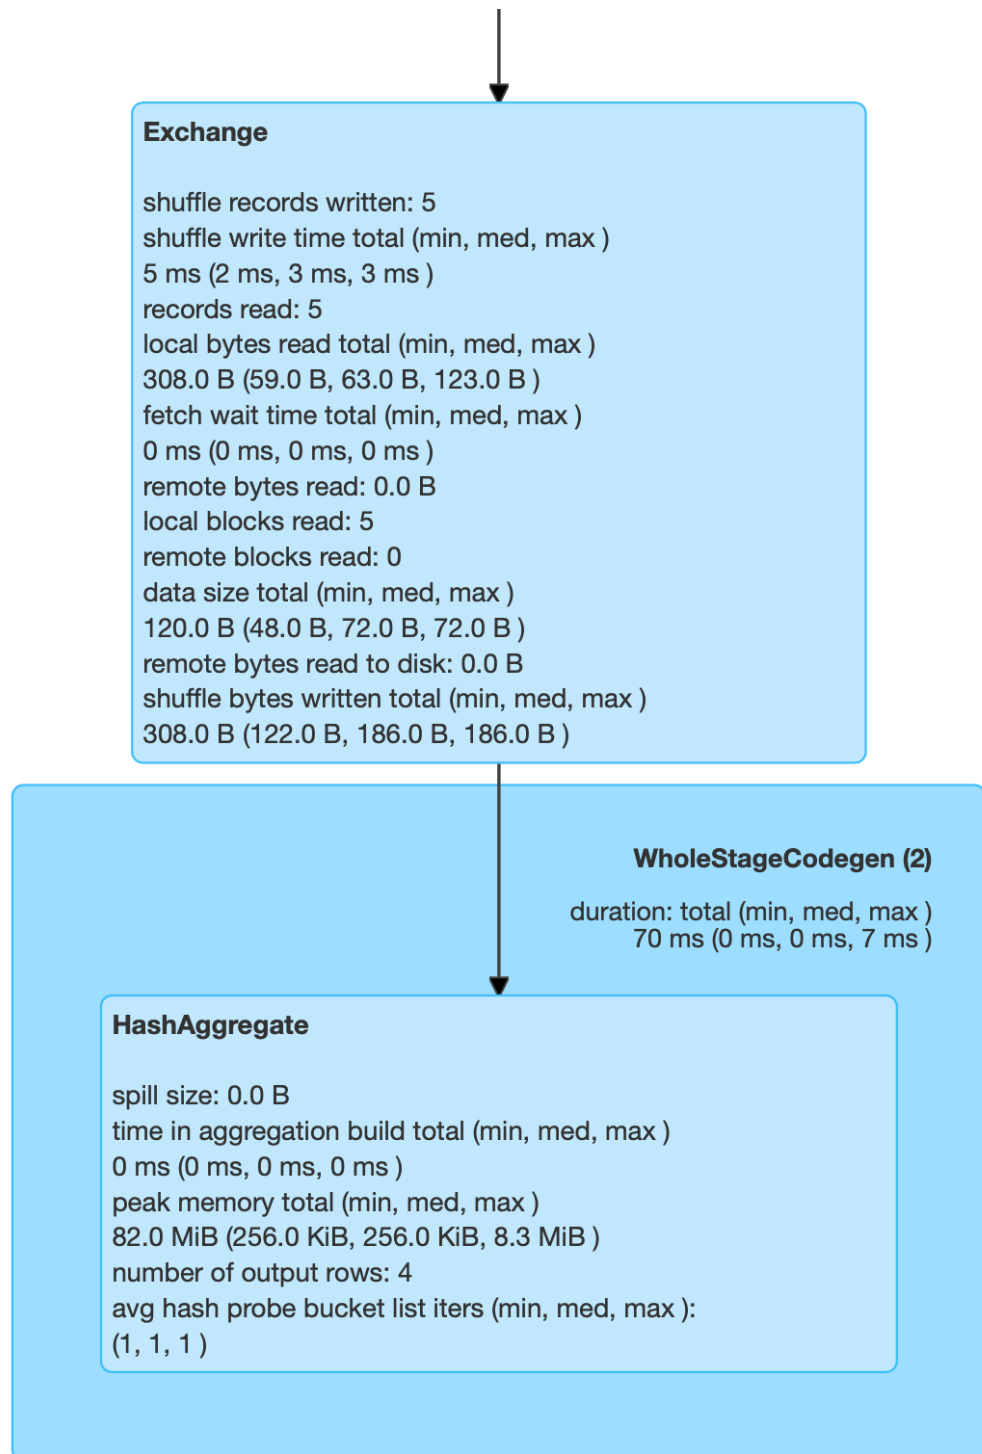 Exchange
shuffle records written: 5
shuffle write time total (min, med, max )
5 ms (2 ms, 3 ms, 3 ms )
records read: 5
local bytes read total (min, med, max )
308.0 B (59.0 B, 63.0 B, 123.0 B )
fetch wait time total (min, med, max )
0 ms (0 ms, 0 ms, 0 ms )
remote bytes read: 0.0 B
local blocks read: 5
remote blocks read: 0
data size total (min, med, max )
120.0 B (48.0 B, 72.0 B, 72.0 B )
remote bytes read to disk: 0.0 B
shuffle bytes written total (min, med, max )
308.0 B (122.0 B, 186.0 B, 186.0 B )
WholeStageCodegen (2)
duration: total (min, med, max )
70 ms (0 ms, 0 ms, 7 ms )
HashAggregate
spill size: 0.0 B
time in aggregation build total (min, med, max )
0 ms (0 ms, 0 ms, 0 ms )
peak memory total (min, med, max )
82.0 MiB (256.0 KiB, 256.0 KiB, 8.3 MiB )
number of output rows: 4
avg hash probe bucket list iters (min, med, max ):
(1, 1, 1 )